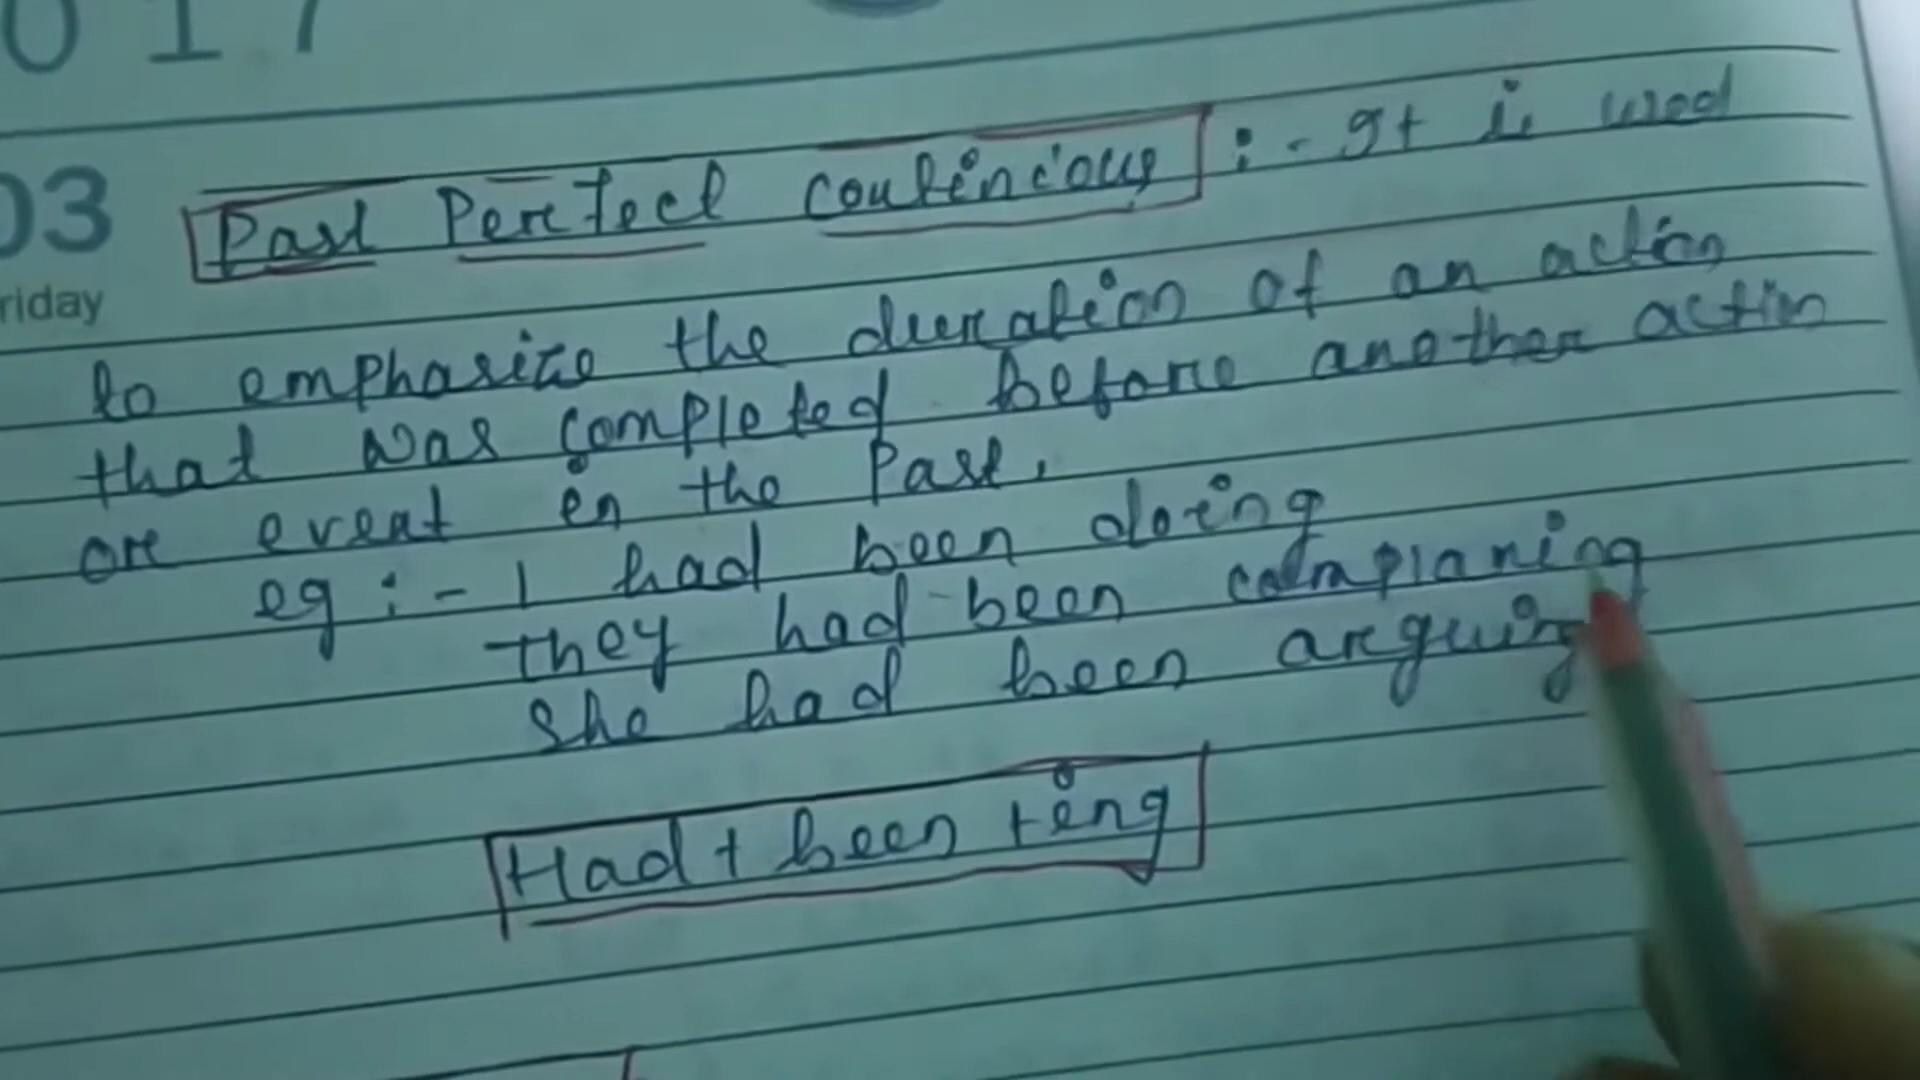 017
03
riday
Past Perfect continious :- It is used
to emphasize the duration of an action
that was completed before another action
or event in the Past.
eg :- I had been doing
they had been complaning
She had been arguing
Had + been + ing